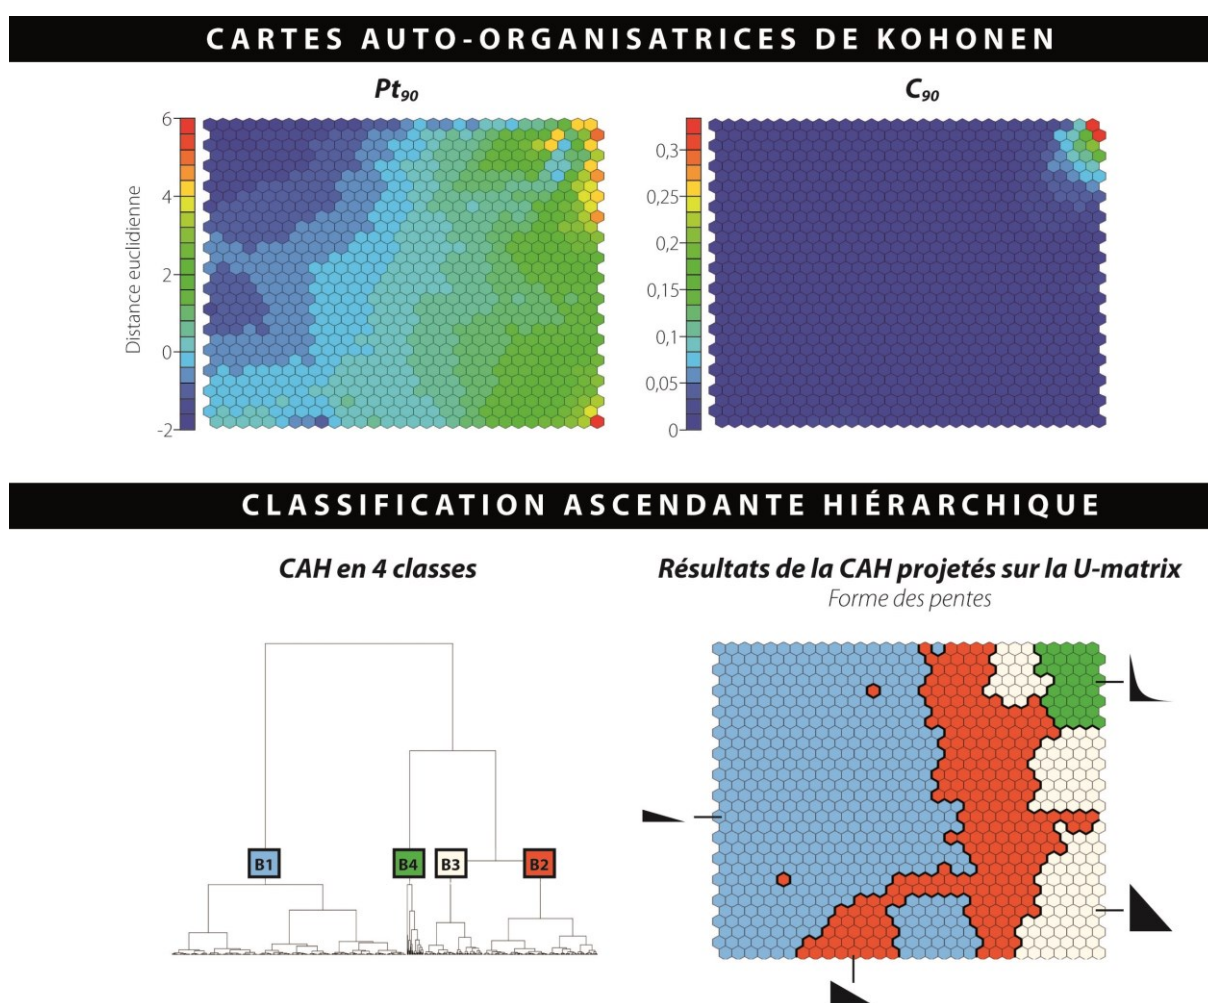 CARTES AUTO-ORGANISATRICES DE KOHONEN
Pt90
C90
Distance euclidienne
6
4
2
0
-2
0,3
0,25
0,2
0,15
0,1
0,05
0
CLASSIFICATION ASCENDANTE HIÉRARCHIQUE
CAH en 4 classes
Résultats de la CAH projetés sur la U-matrix
Forme des pentes
B1
B4
B3
B2